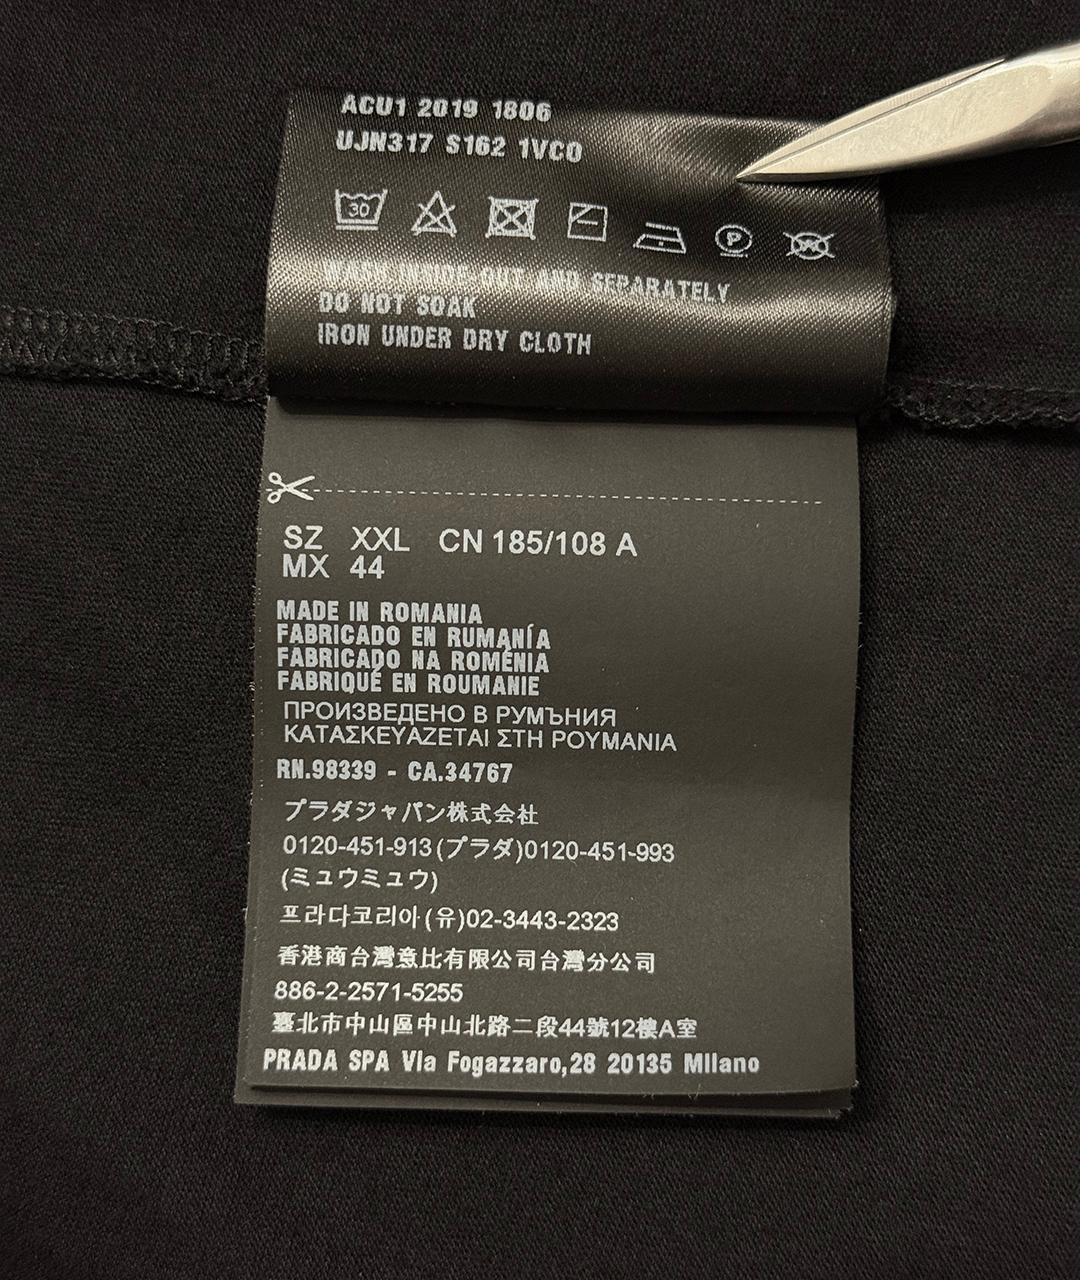 ACU1 2019 1806
UJN317 S162 1VCO
30
P
W
WASH INSIDE OUT AND SEPARATELY
DO NOT SOAK
IRON UNDER DRY CLOTH
SZ XXL CN 185/108 A
MX 44
MADE IN ROMANIA
FABRICADO EN RUMANÍA
FABRICADO NA ROMÉNIA
FABRIQUÉ EN ROUMANIE
ПРОИЗВЕДЕНО В РУМЪНИЯ
ΚΑΤΑΣΚΕΥΑΖΕΤΑΙ ΣΤΗ ΡΟΥΜΑΝΙΑ
RN.98339 - CA.34767
プラダジャパン株式会社
0120-451-913(プラダ)0120-451-993
(ミュウミュウ)
프라다코리아(유)02-3443-2323
香港商台灣意比有限公司台灣分公司
886-2-2571-5255
臺北市中山區中山北路二段44號12樓A室
PRADA SPA Via Fogazzaro,28 20135 Milano